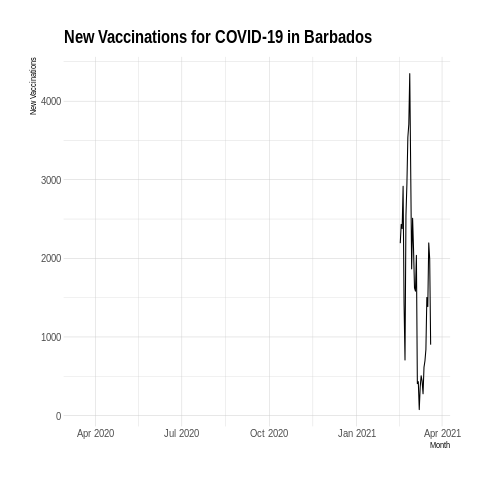 New Vaccinations for COVID-19 in Barbados
New Vaccinations
4000
3000
2000
1000
0
Apr 2020 Jul 2020 Oct 2020 Jan 2021 Apr 2021
Month